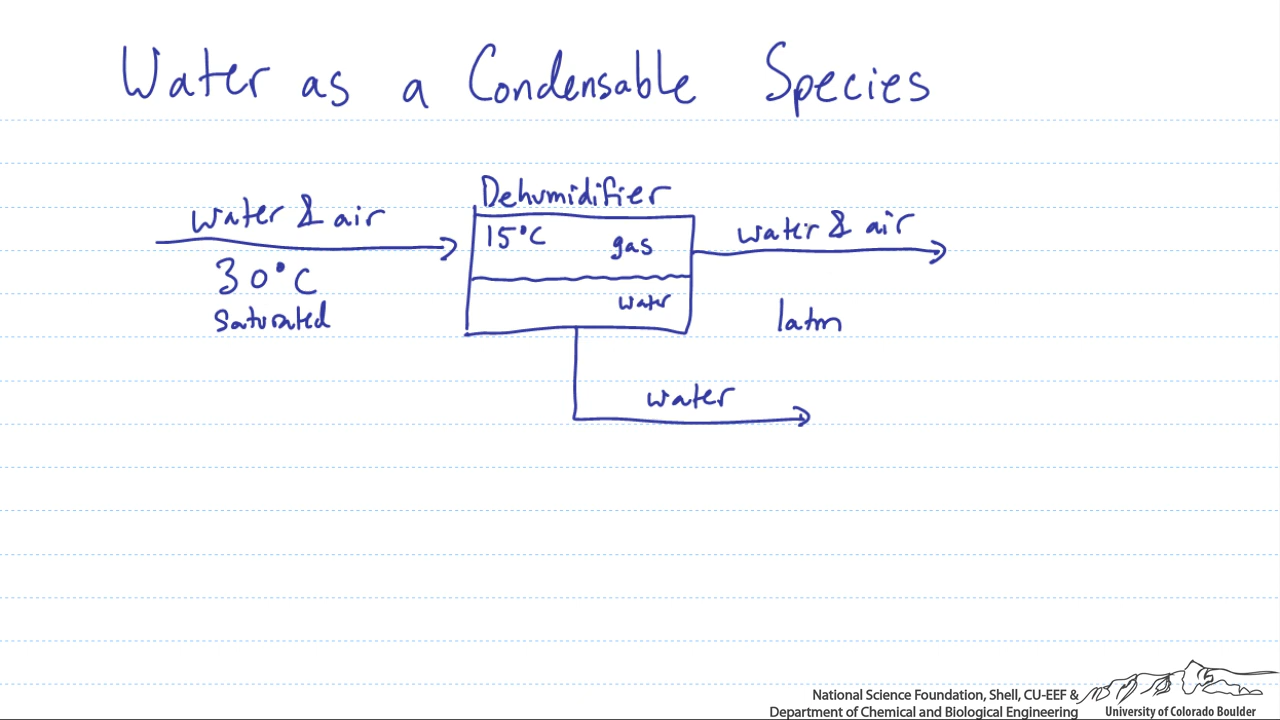 Water as a Condensable Species
Dehumidifier
water & air
15°C
gas
water & air
30°C
Saturated
water
1atm
water
National Science Foundation, Shell, CU-EEF &
Department of Chemical and Biological Engineering
University of Colorado Boulder